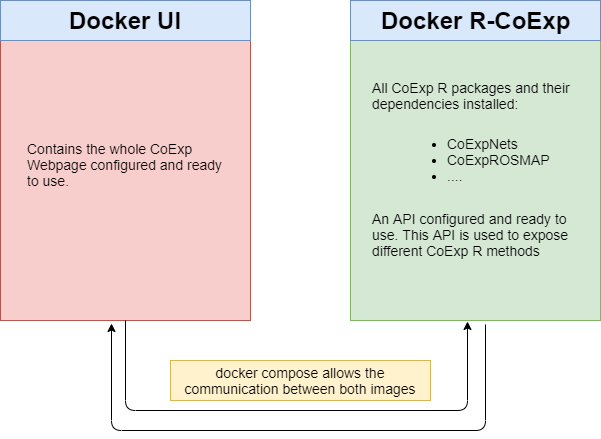 Docker UI
Contains the whole CoExp
Webpage configured and ready
to use.
Docker R-CoExp
All CoExp R packages and their
dependencies installed:
• CoExpNets
• CoExpROSMAP
• ....
An API configured and ready to
use. This API is used to expose
different CoExp R methods
docker compose allows the
communication between both images